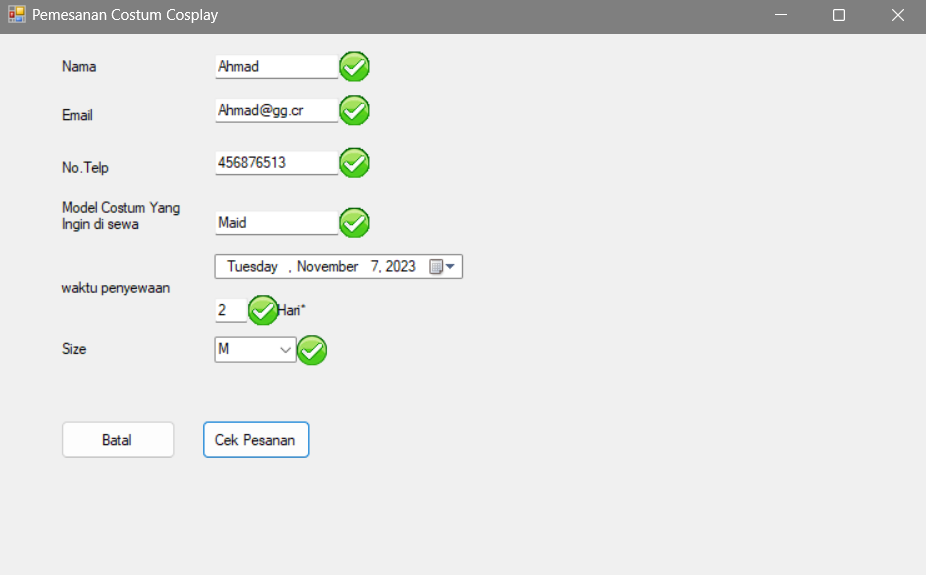 Pemesanan Costum Cosplay
Nama Ahmad
Email Ahmad@gg.cr
No.Telp 456876513
Model Costum Yang
Ingin di sewa Maid
Tuesday , November 7, 2023
waktu penyewaan
2 Hari*
Size M
Batal Cek Pesanan